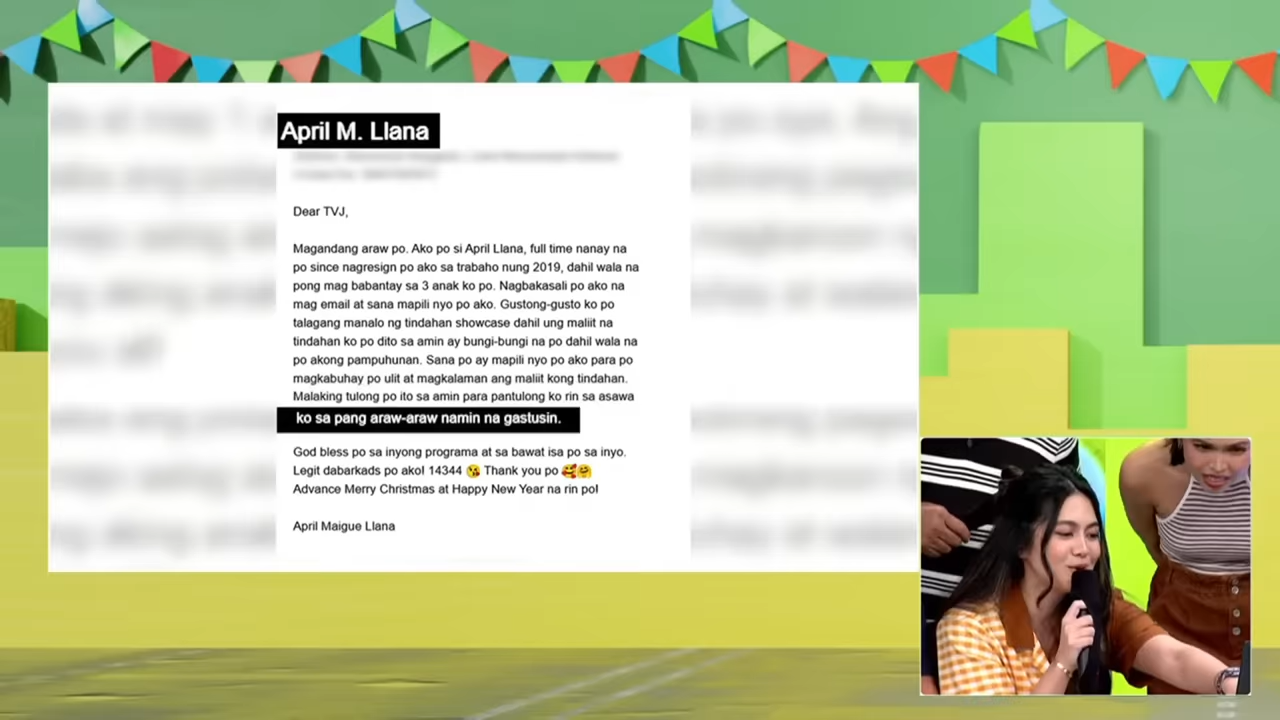 April M. Llana
Dear TVJ,
Magandang araw po. Ako po si April Llana, full time nanay na
po since nagresign po ako sa trabaho nung 2019, dahil wala na
pong mag babantay sa 3 anak ko po. Nagbakasali po ako na
mag email at sana mapili nyo po ako. Gustong-gusto ko po
talagang manalo ng tindahan showcase dahil ung maliit na
tindahan ko po dito sa amin ay bungi-bungi na po dahil wala na
po akong pampuhunan. Sana po ay mapili nyo po ako para po
magkabuhay po ulit at magkalaman ang maliit kong tindahan.
Malaking tulong po ito sa amin para pantulong ko rin sa asawa
ko sa pang araw-araw namin na gastusin.
God bless po sa inyong programa at sa bawat isa po sa inyo.
Legit dabarkads po ako! 14344 😘 Thank you po 🥰🤗
Advance Merry Christmas at Happy New Year na rin po!
April Maigue Llana